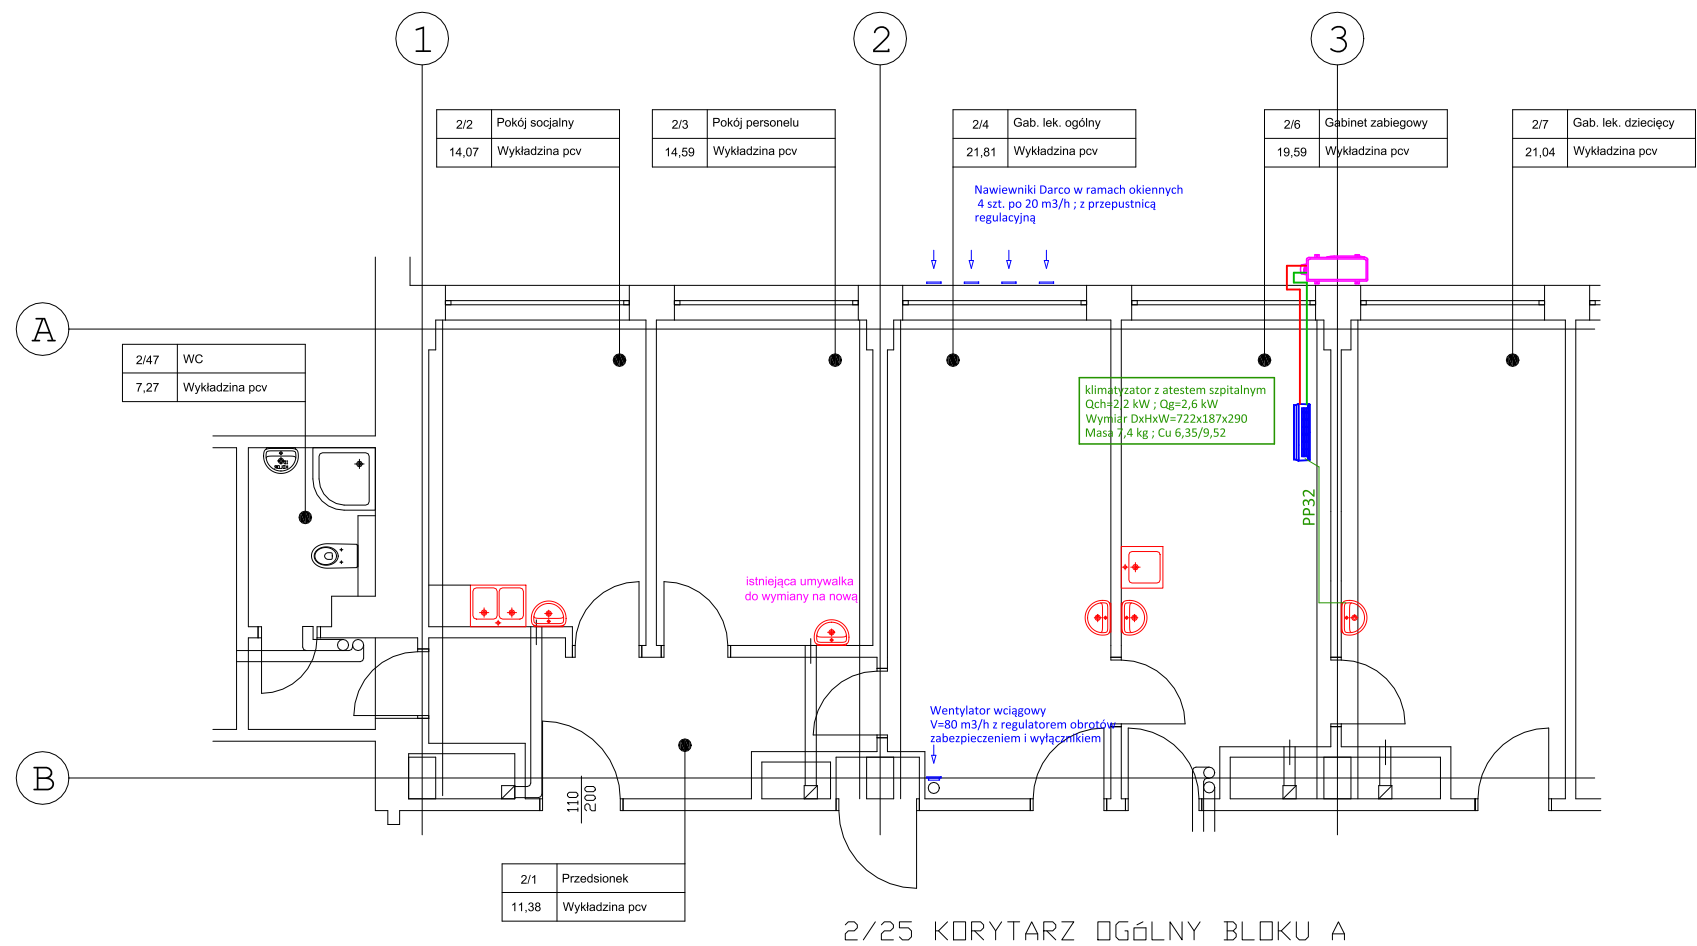 1
2
3
2/2 Pokój socjalny
14,07 Wykładzina pcv
2/3 Pokój personelu
14,59 Wykładzina pcv
2/4 Gab. lek. ogólny
21,81 Wykładzina pcv
2/6 Gabinet zabiegowy
19,59 Wykładzina pcv
2/7 Gab. lek. dziecięcy
21,04 Wykładzina pcv
Nawiewniki Darco w ramach okiennych
4 szt. po 20 m3/h ; z przepustnicą
regulacyjną
A
2/47 WC
7,27 Wykładzina pcv
klimatyzator z atestem szpitalnym
Qch=2,2 kW ; Qg=2,6 kW
Wymiar DxHxW=722x187x290
Masa 7,4 kg ; Cu 6,35/9,52
PP32
istniejąca umywalka
do wymiany na nową
Wentylator wciągowy
V=80 m3/h z regulatorem obrotów
zabezpieczeniem i wyłącznikiem
B
110
200
2/1 Przedsionek
11,38 Wykładzina pcv
2/25 KORYTARZ OGóLNY BLOKU A